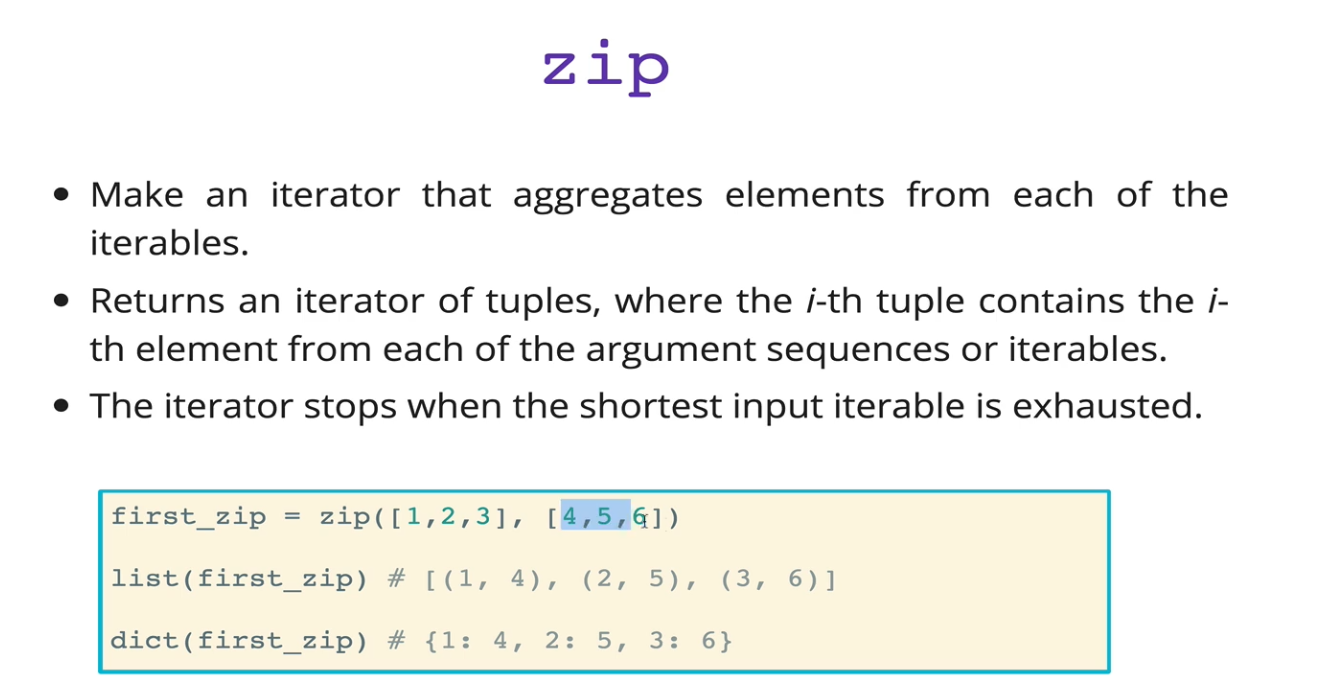 zip
• Make an iterator that aggregates elements from each of the
iterables.
• Returns an iterator of tuples, where the i-th tuple contains the i-
th element from each of the argument sequences or iterables.
• The iterator stops when the shortest input iterable is exhausted.
first_zip = zip([1,2,3], [4,5,6])
list(first_zip) # [(1, 4), (2, 5), (3, 6)]
dict(first_zip) # {1: 4, 2: 5, 3: 6}